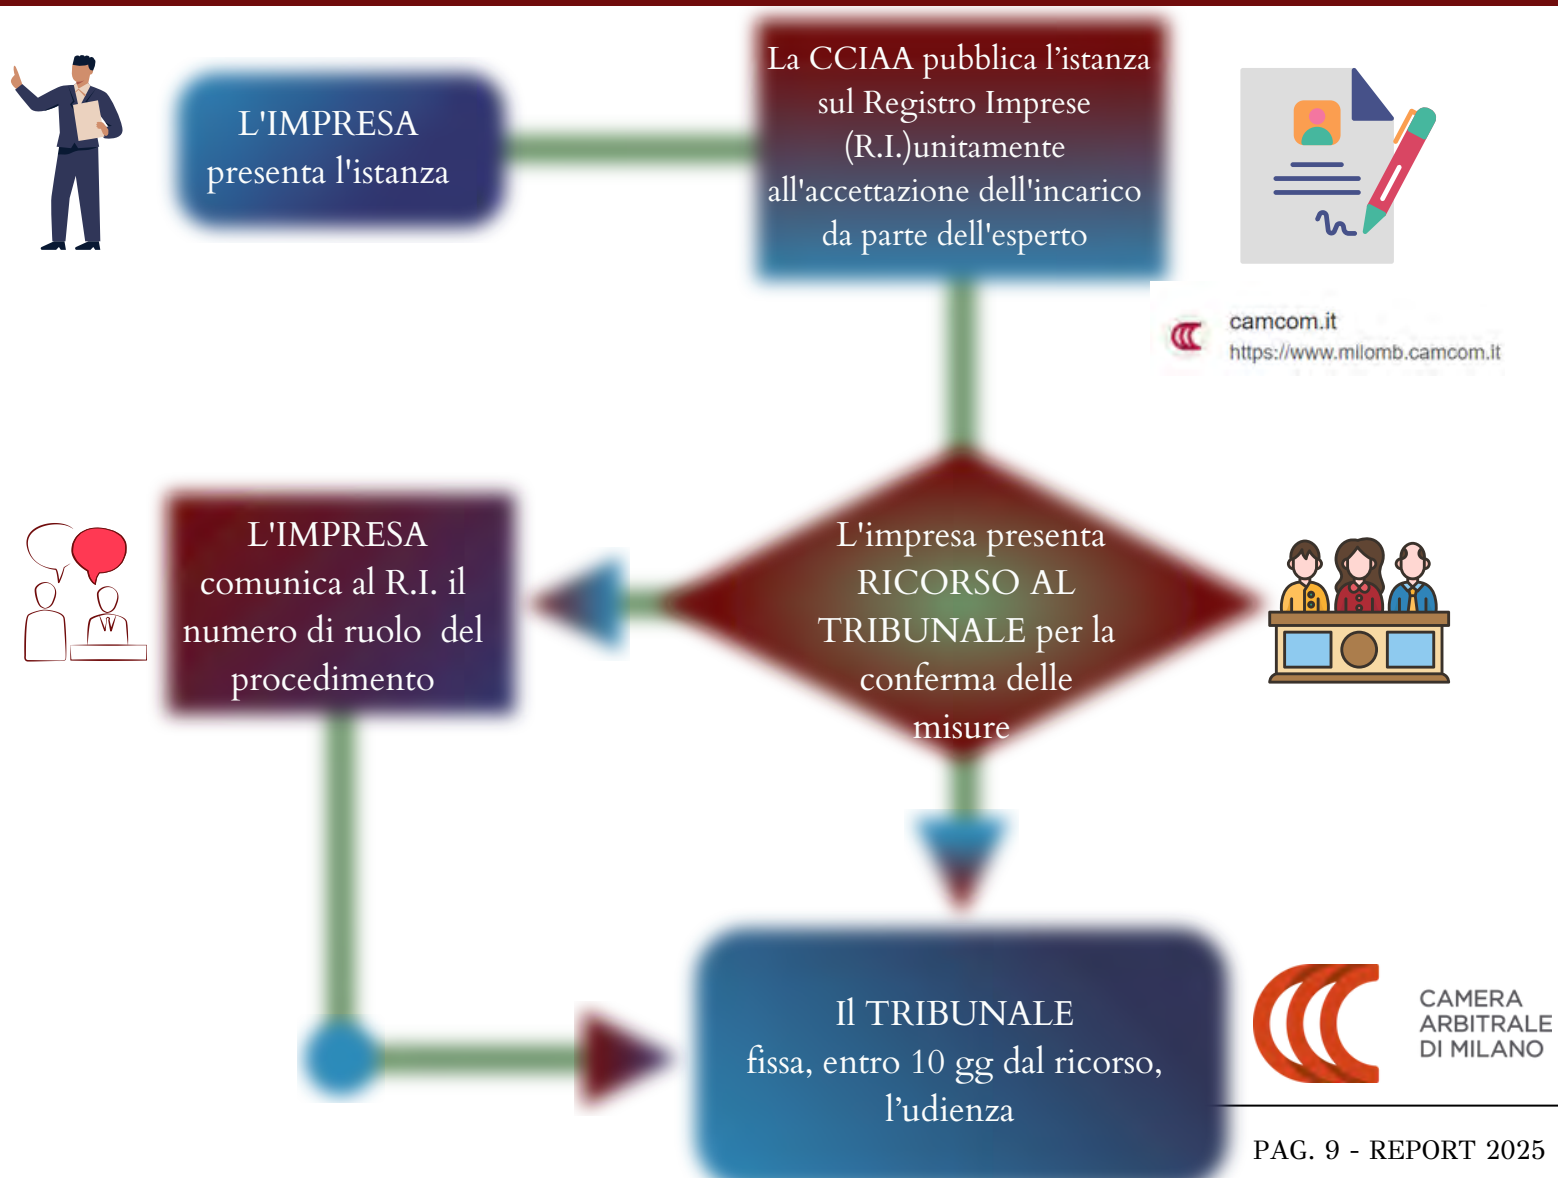 L'IMPRESA
presenta l'istanza
La CCIAA pubblica l’istanza
sul Registro Imprese
(R.I.)unitamente
all'accettazione dell'incarico
da parte dell'esperto
camcom.it
https://www.milomb.camcom.it
L'IMPRESA
comunica al R.I. il
numero di ruolo  del
procedimento
L'impresa presenta
RICORSO AL
TRIBUNALE per la
conferma delle
misure
Il TRIBUNALE
fissa, entro 10 gg dal ricorso,
l’udienza
CAMERA
ARBITRALE
DI MILANO
PAG. 9 - REPORT 2025